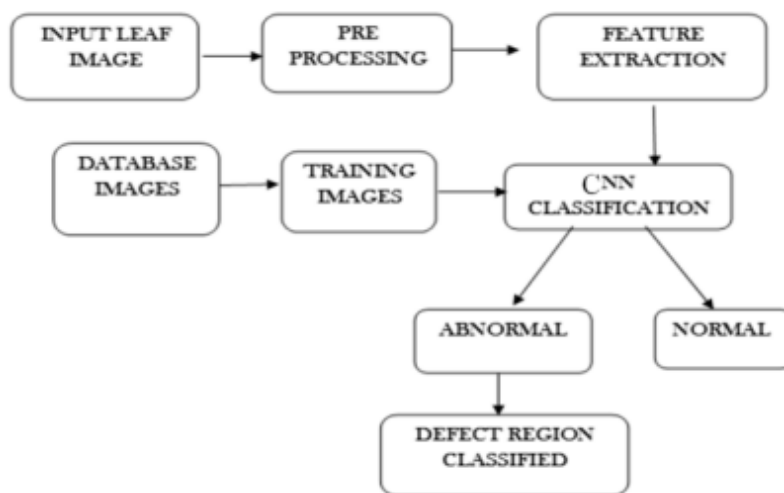 INPUT LEAF
IMAGE
PRE
PROCESSING
FEATURE
EXTRACTION
DATABASE
IMAGES
TRAINING
IMAGES
CNN
CLASSIFICATION
ABNORMAL
NORMAL
DEFECT REGION
CLASSIFIED